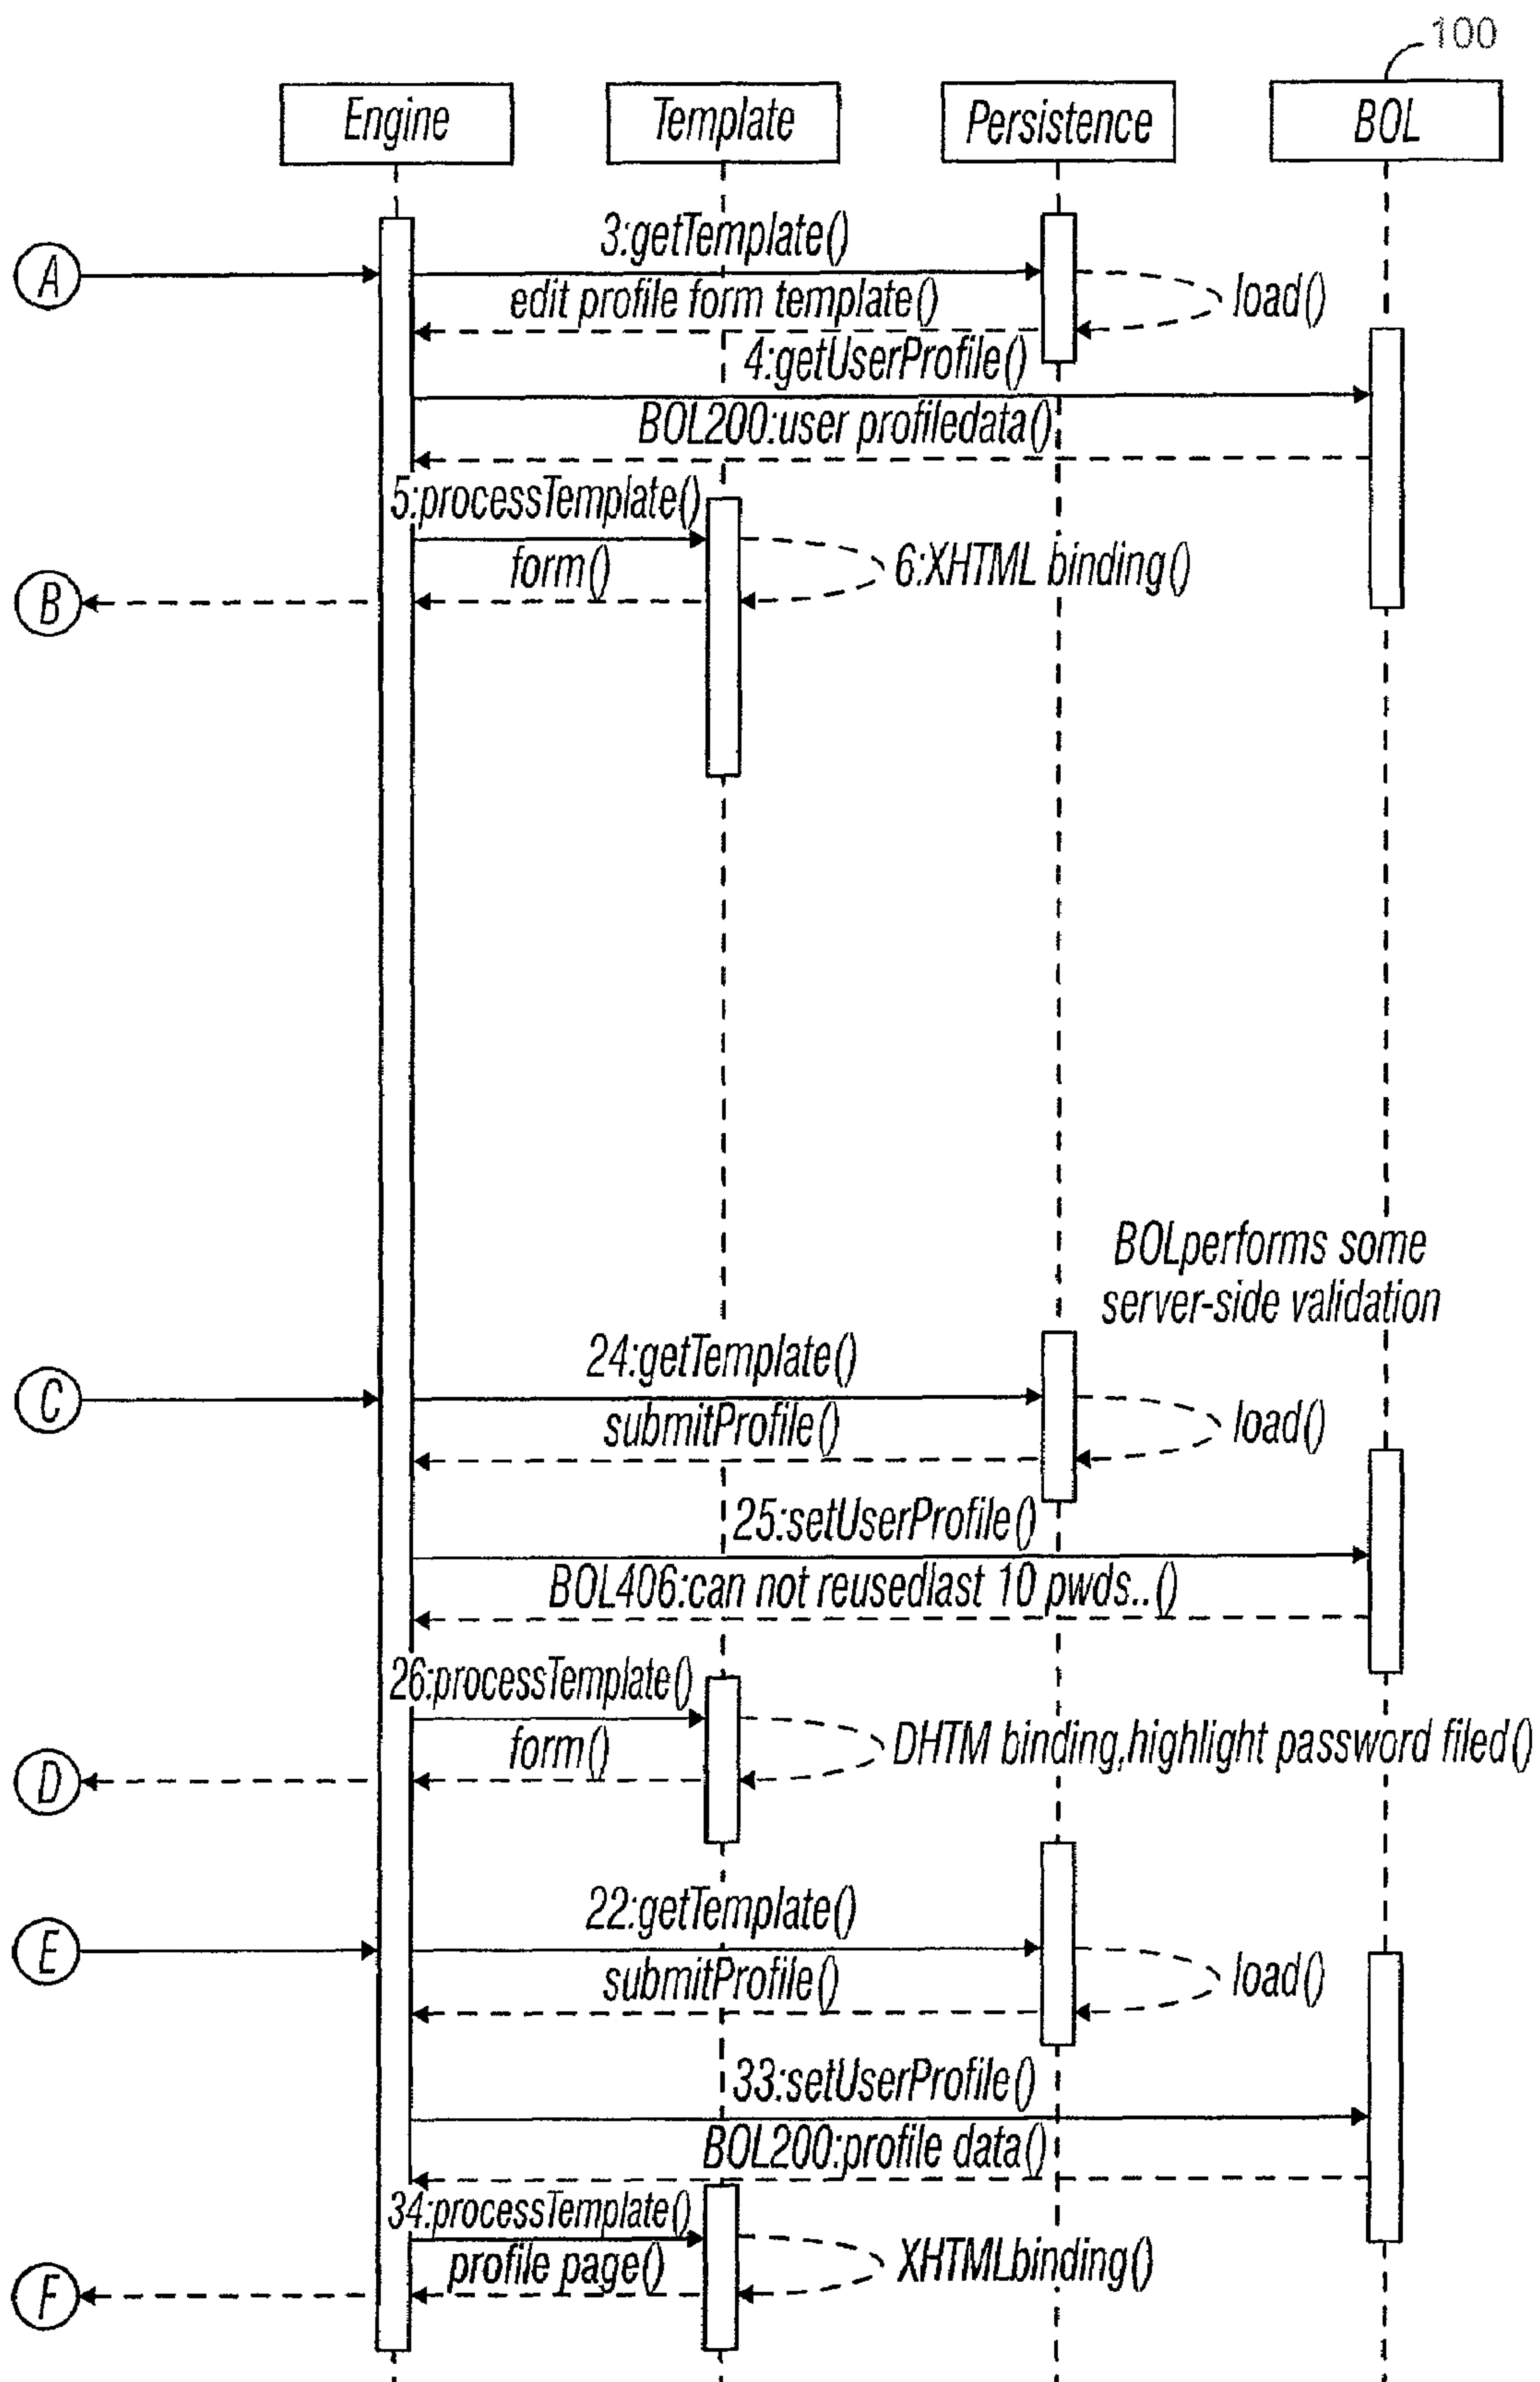 100
Engine
Template
Persistence
BOL
3:getTemplate()
A
edit profile form template()
load()
4:getUserProfile()
BOL200:user profiledata()
5:processTemplate()
form()
6:XHTML binding()
B
BOLperforms some
server-side validation
24:getTemplate()
C
submitProfile()
load()
25:setUserProfile()
BOL406:can not reusedlast 10 pwds..()
26:processTemplate()
form()
DHTM binding,highlight password filed()
D
22:getTemplate()
E
submitProfile()
load()
33:setUserProfile()
BOL200:profile data()
34:processTemplate()
profile page()
XHTMLbinding()
F